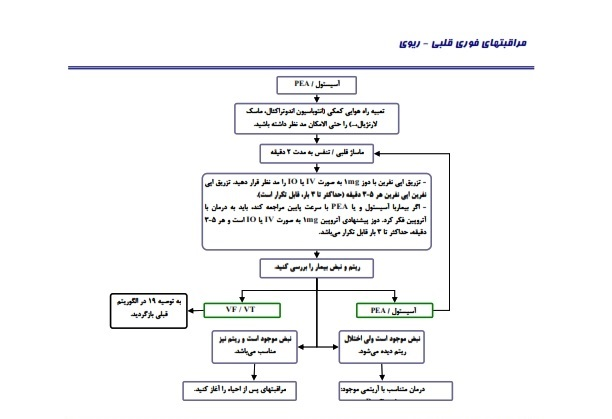 مراقبتهای فوری قلبی - ریوی
آسیستول / PEA
تعبیه راه هوایی کمکی (انتوباسیون اندوتراکئال، ماسک
لارنژیال،..) را حتی الامکان مد نظر داشته باشید.
ماساژ قلبی / تنفس به مدت ۲ دقیقه
- تزریق اپی نفرین با دوز ۱mg به صورت IV یا IO را مد نظر قرار دهید. تزریق اپی
نفرین اپی نفرین هر ۵-۳ دقیقه (حداکثر تا ۳ بار، قابل تکرار است).
- اگر بیماربا آسیستول و یا PEA با سرعت پایین مراجعه کند، باید به درمان با
آتروپین فکر کرد. دوز پیشنهادی آتروپین ۱mg به صورت IV یا IO است و هر ۵-۳
دقیقه، حداکثر تا ۳ بار قابل تکرار می‌باشد.
ریتم و نبض بیمار را بررسی کنید.
آسیستول / PEA
VF / VT
به توصیه ۱۹ در الگوریتم
قبلی بازگردید.
نبض موجود است ولی اختلال
ریتم دیده می‌شود.
نبض موجود است و ریتم نیز
مناسب می‌باشد.
درمان متناسب با آریتمی موجود:
مراقبتهای پس از احیاء را آغاز کنید.